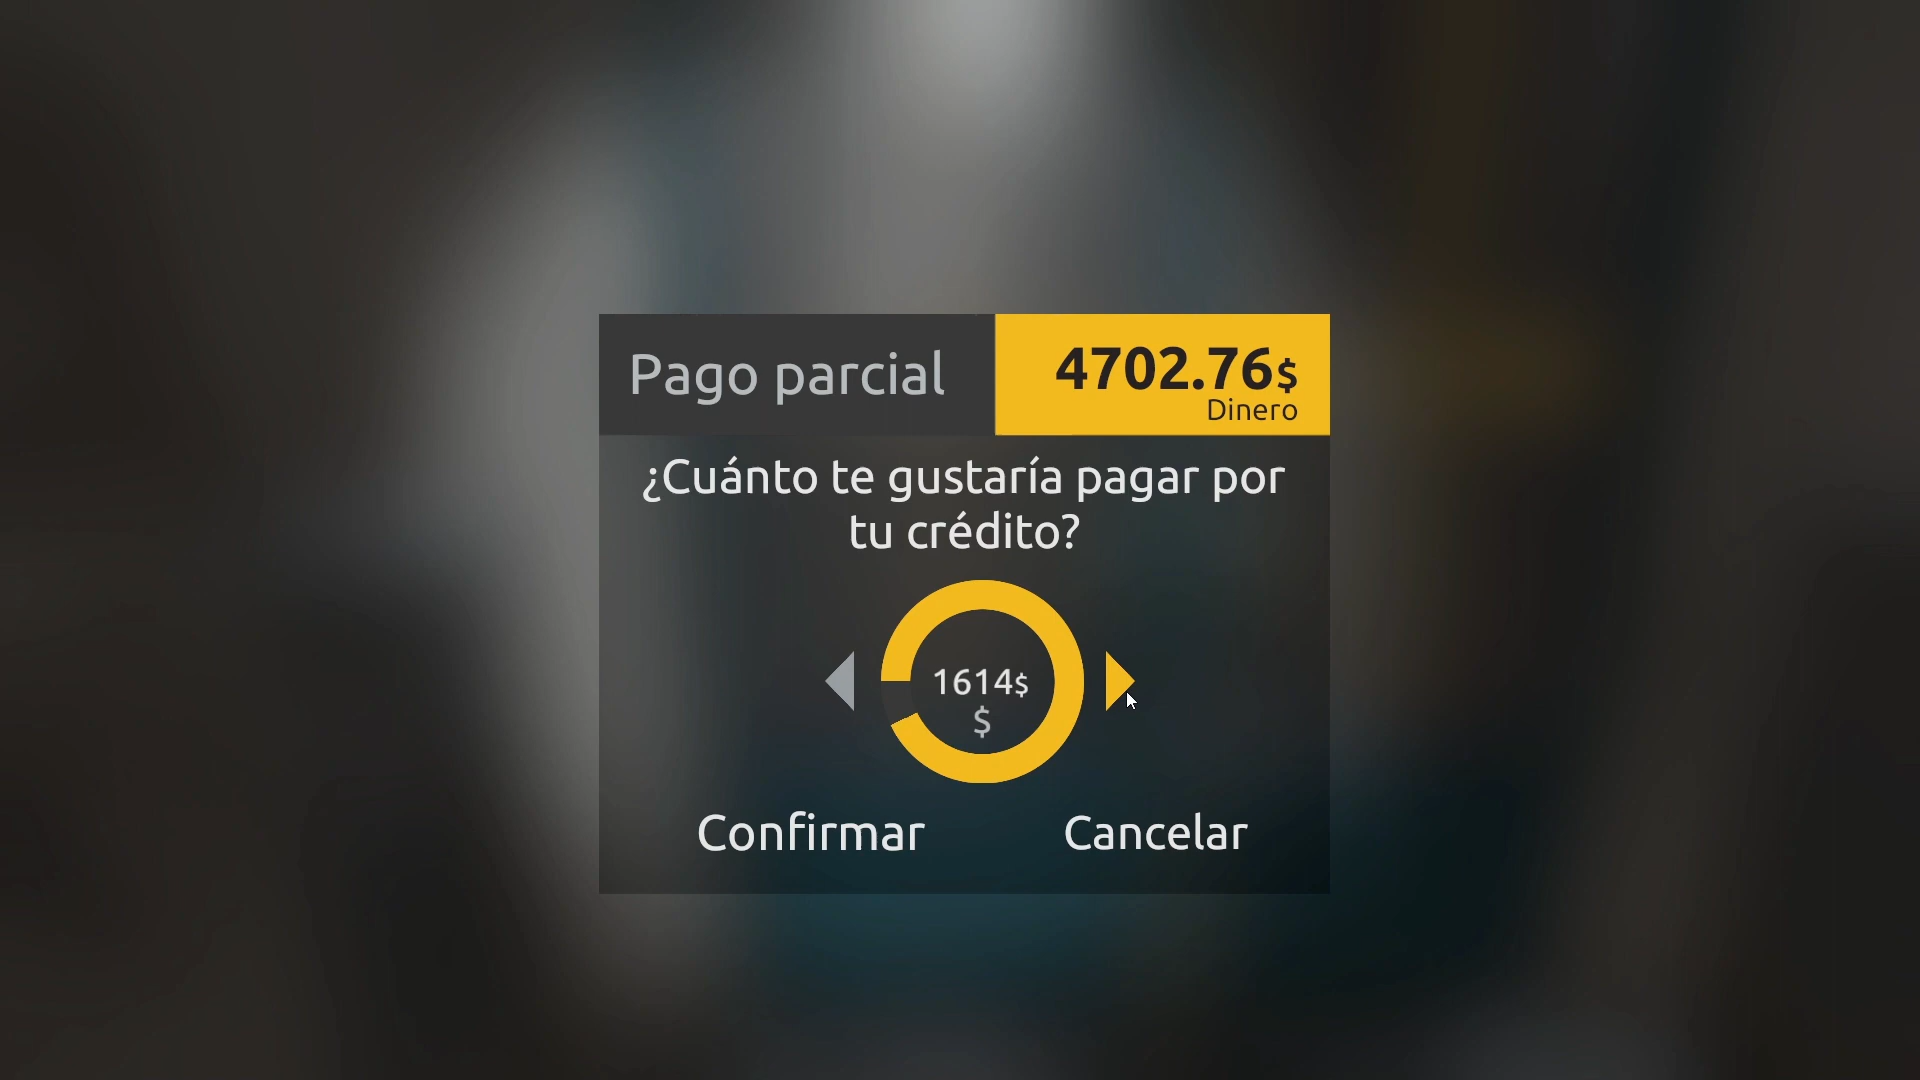 Pago parcial
4702.76$
Dinero
¿Cuánto te gustaría pagar por
tu crédito?
1614$
$
Confirmar
Cancelar